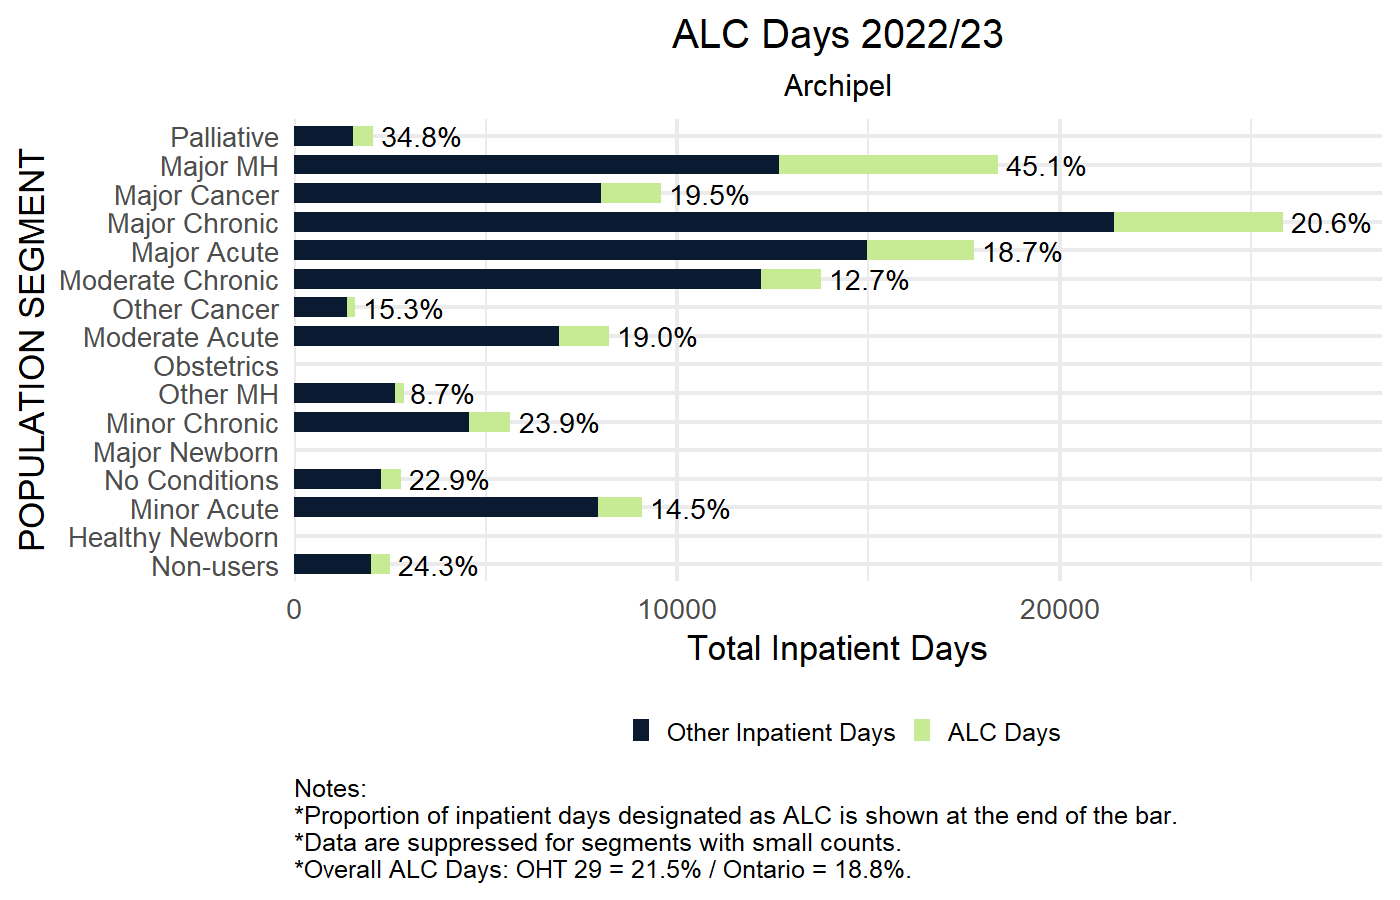 ALC Days 2022/23
Archipel
POPULATION SEGMENT
Palliative 34.8%
Major MH 45.1%
Major Cancer 19.5%
Major Chronic 20.6%
Major Acute 18.7%
Moderate Chronic 12.7%
Other Cancer 15.3%
Moderate Acute 19.0%
Obstetrics
Other MH 8.7%
Minor Chronic 23.9%
Major Newborn
No Conditions 22.9%
Minor Acute 14.5%
Healthy Newborn
Non-users 24.3%
0 10000 20000
Total Inpatient Days
Other Inpatient Days ALC Days
Notes:
*Proportion of inpatient days designated as ALC is shown at the end of the bar.
*Data are suppressed for segments with small counts.
*Overall ALC Days: OHT 29 = 21.5% / Ontario = 18.8%.